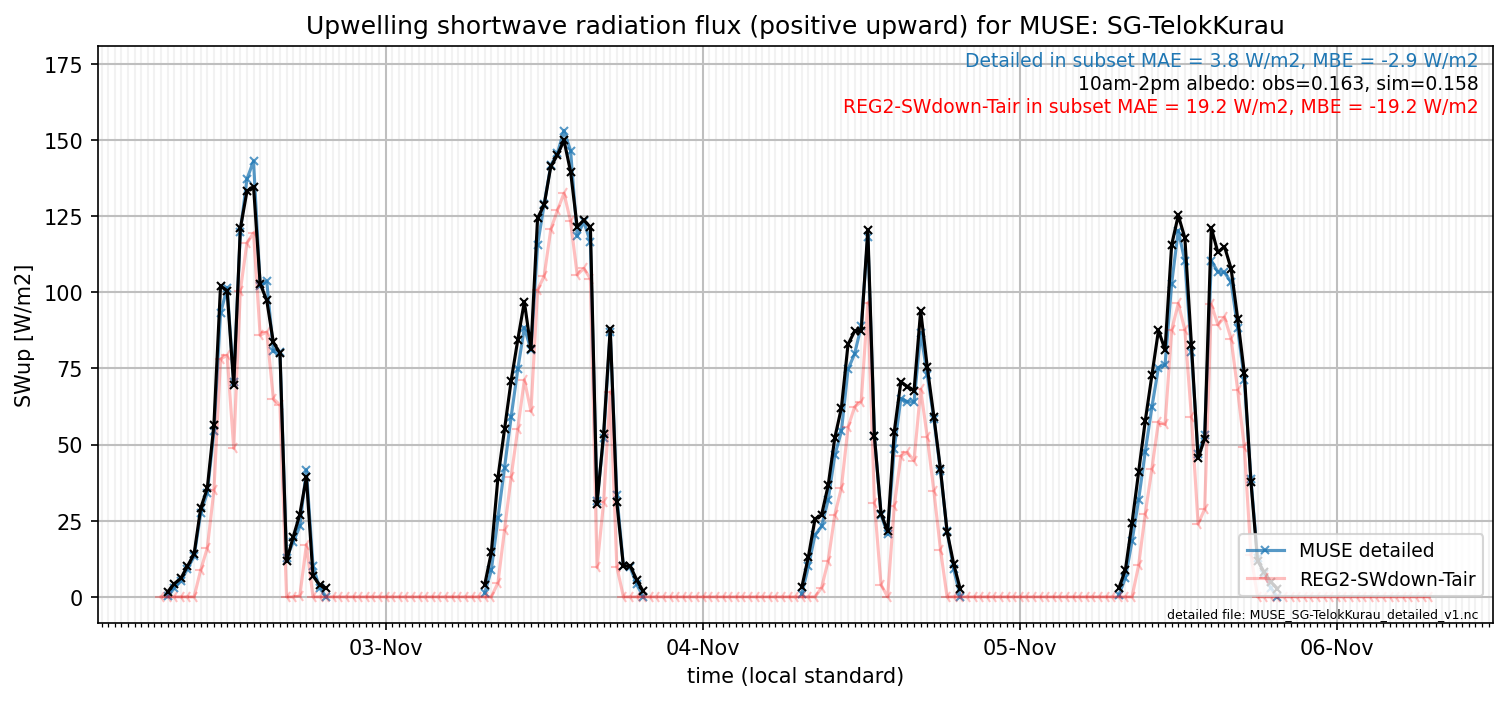 Upwelling shortwave radiation flux (positive upward) for MUSE: SG-TelokKurau
Detailed in subset MAE = 3.8 W/m2, MBE = -2.9 W/m2
10am-2pm albedo: obs=0.163, sim=0.158
REG2-SWdown-Tair in subset MAE = 19.2 W/m2, MBE = -19.2 W/m2
SWup [W/m2]
175
150
125
100
75
50
25
0
MUSE detailed
REG2-SWdown-Tair
detailed file: MUSE_SG-TelokKurau_detailed_v1.nc
03-Nov
04-Nov
05-Nov
06-Nov
time (local standard)